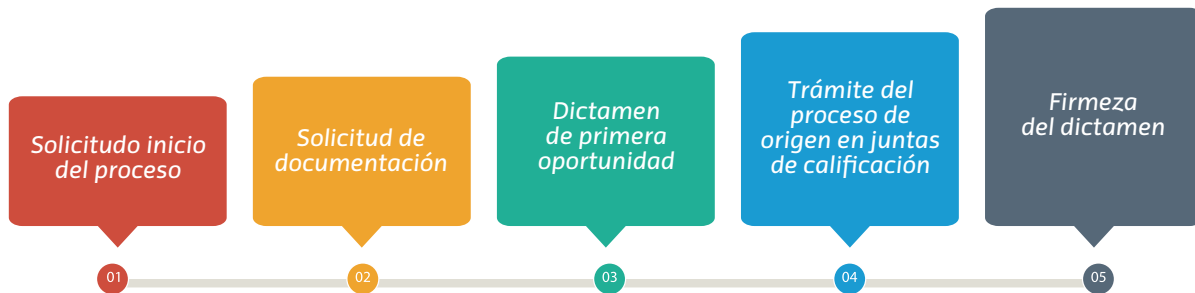 Solicitudo inicio
del proceso
Solicitud de
documentación
Dictamen
de primera
oportunidad
Trámite del
proceso de
origen en juntas
de calificación
Firmeza
del dictamen
01
02
03
04
05